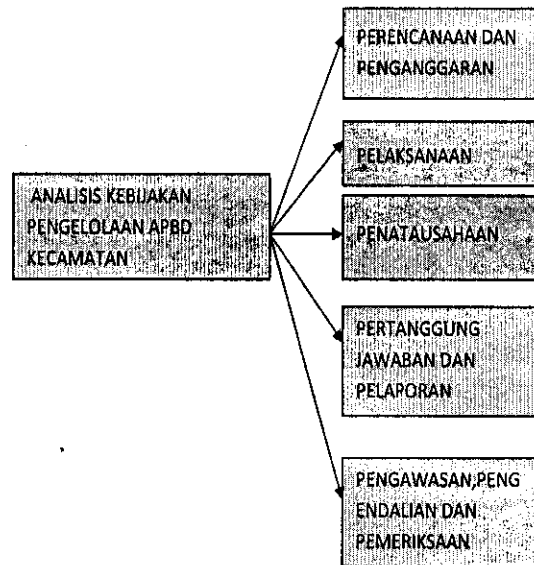 PERENCANAAN DAN
PENGANGGARAN
PELAKSANAAN
ANALISIS KEBIJAKAN
PENGELOLAAN APBD
KECAMATAN
PENATAUSAHAAN
PERTANGGUNG
JAWABAN DAN
PELAPORAN
PENGAWASAN,PENG
ENDALIAN DAN
PEMERIKSAAN